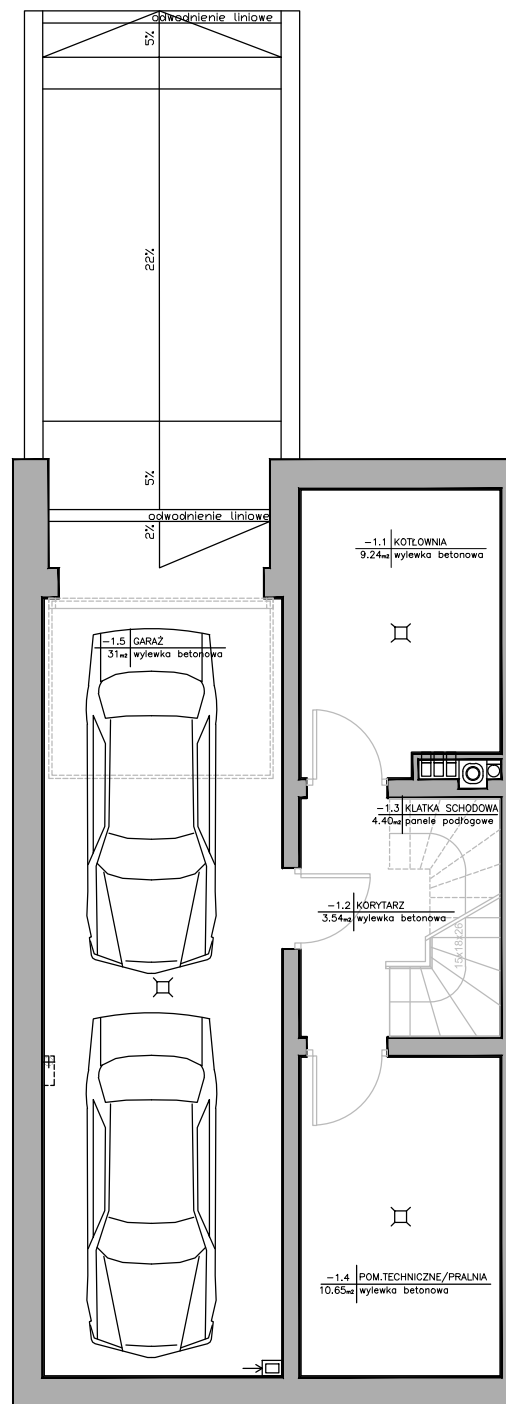 odwodnienie liniowe
5%
22%
5%
odwodnienie liniowe
2%
-1.1 KOTŁOWNIA
9.24m2 wylewka betonowa
-1.5 GARAŻ
31m2 wylewka betonowa
-1.3 KLATKA SCHODOWA
4.40m2 panele podłogowe
-1.2 KORYTARZ
3.54m2 wylewka betonowa
15x18x26
-1.4 POM.TECHNICZNE/PRALNIA
10.65m2 wylewka betonowa